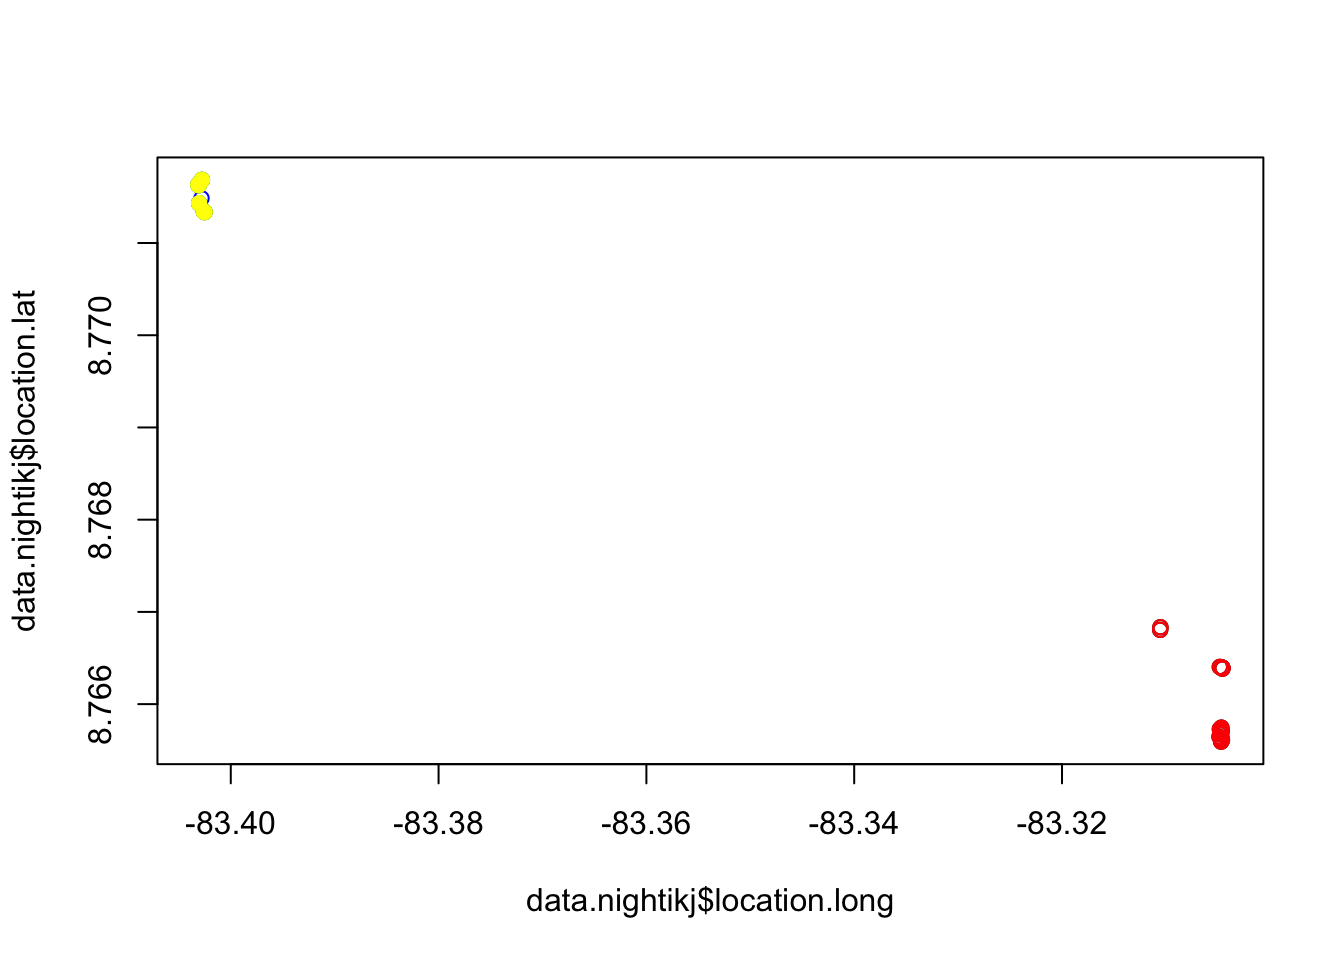 data.nightikj$location.lat
8.770
8.768
8.766
-83.40 -83.38 -83.36 -83.34 -83.32
data.nightikj$location.long